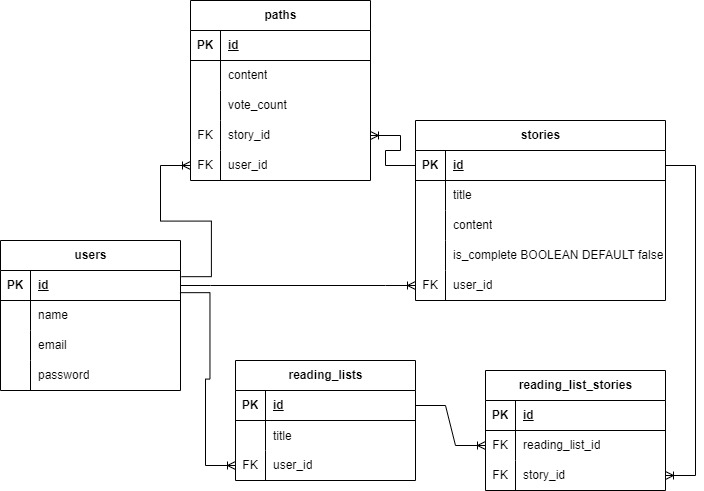 paths
PK id
content
vote_count
FK story_id
FK user_id
stories
PK id
title
content
is_complete BOOLEAN DEFAULT false
FK user_id
users
PK id
name
email
password
reading_lists
PK id
title
FK user_id
reading_list_stories
PK id
FK reading_list_id
FK story_id